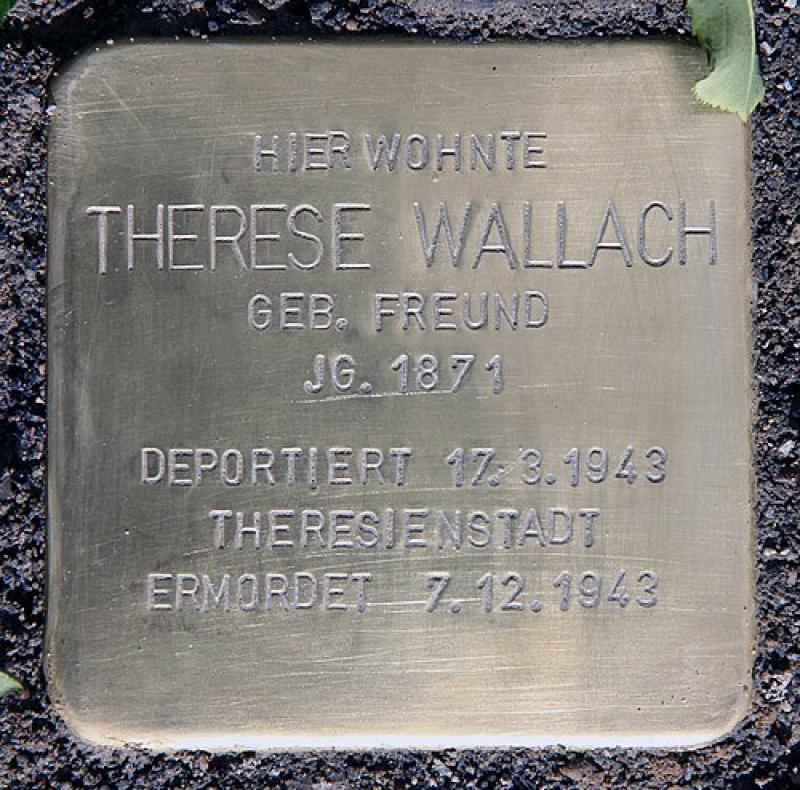 HIER WOHNTE
THERESE WALLACH
GEB. FREUND
JG. 1871
DEPORTIERT 17.3.1943
THERESIENSTADT
ERMORDET 7.12.1943